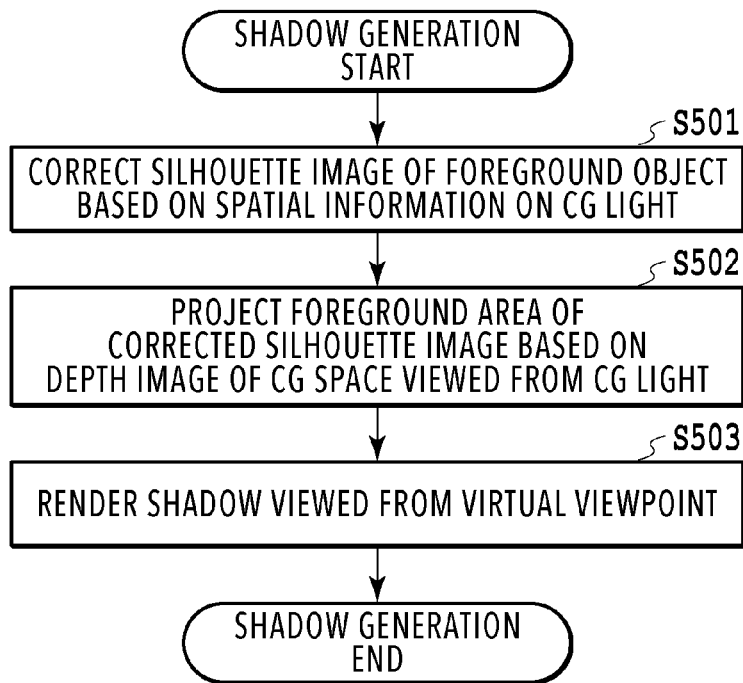 SHADOW GENERATION
START
S501
CORRECT SILHOUETTE IMAGE OF FOREGROUND OBJECT
BASED ON SPATIAL INFORMATION ON CG LIGHT
S502
PROJECT FOREGROUND AREA OF
CORRECTED SILHOUETTE IMAGE BASED ON
DEPTH IMAGE OF CG SPACE VIEWED FROM CG LIGHT
S503
RENDER SHADOW VIEWED FROM VIRTUAL VIEWPOINT
SHADOW GENERATION
END